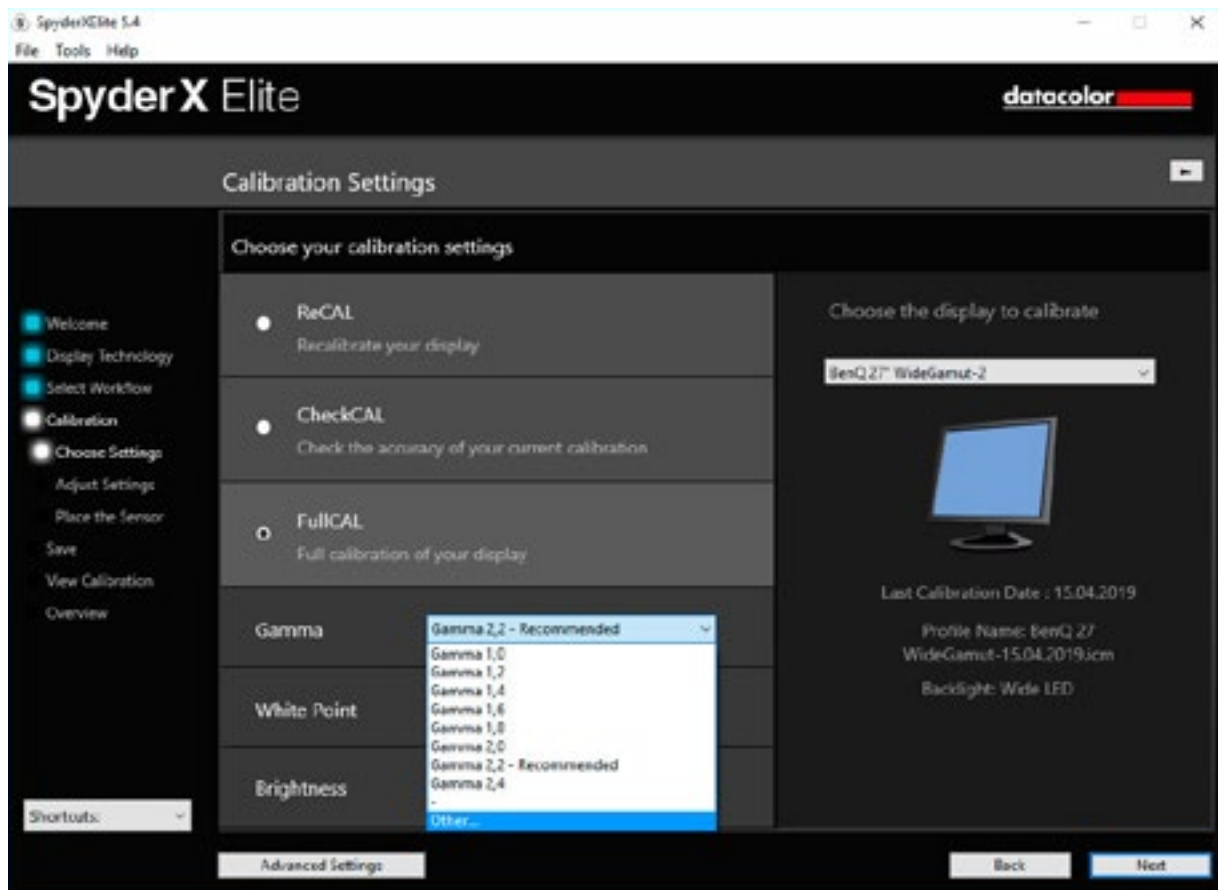 SpyderXElite 5.4
File Tools Help
SpyderX Elite
datacolor
Calibration Settings
Choose your calibration settings
Welcome
Display Technology
Select Workflow
Calibration
Choose Settings
Adjust Settings
Place the Sensor
Save
View Calibration
Overview
Shortcuts:
ReCAL
Recalibrate your display
CheckCAL
Check the accuracy of your current calibration
FullCAL
Full calibration of your display
Gamma
Gamma 2,2 - Recommended
Gamma 1,0
Gamma 1,2
Gamma 1,4
Gamma 1,6
Gamma 1,8
Gamma 2,0
Gamma 2,2 - Recommended
Gamma 2,4
-
Other...
White Point
Brightness
Choose the display to calibrate
BenQ 27" WideGamut-2
Last Calibration Date : 15.04.2019
Profile Name: BenQ 27
WideGamut-15.04.2019.icm
Backlight: Wide LED
Advanced Settings
Back
Next